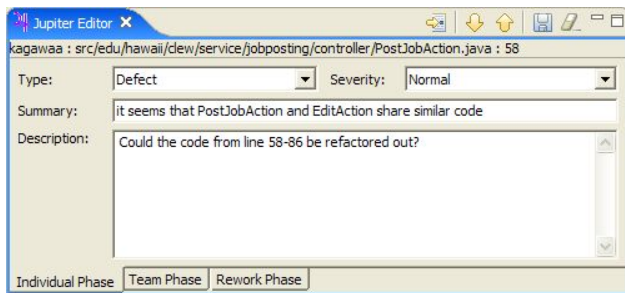 Jupiter Editor
kagawaa : src/edu/hawaii/clew/service/jobposting/controller/PostJobAction.java : 58
Type: Defect Severity: Normal
Summary: it seems that PostJobAction and EditAction share similar code
Description: Could the code from line 58-86 be refactored out?
Individual Phase Team Phase Rework Phase